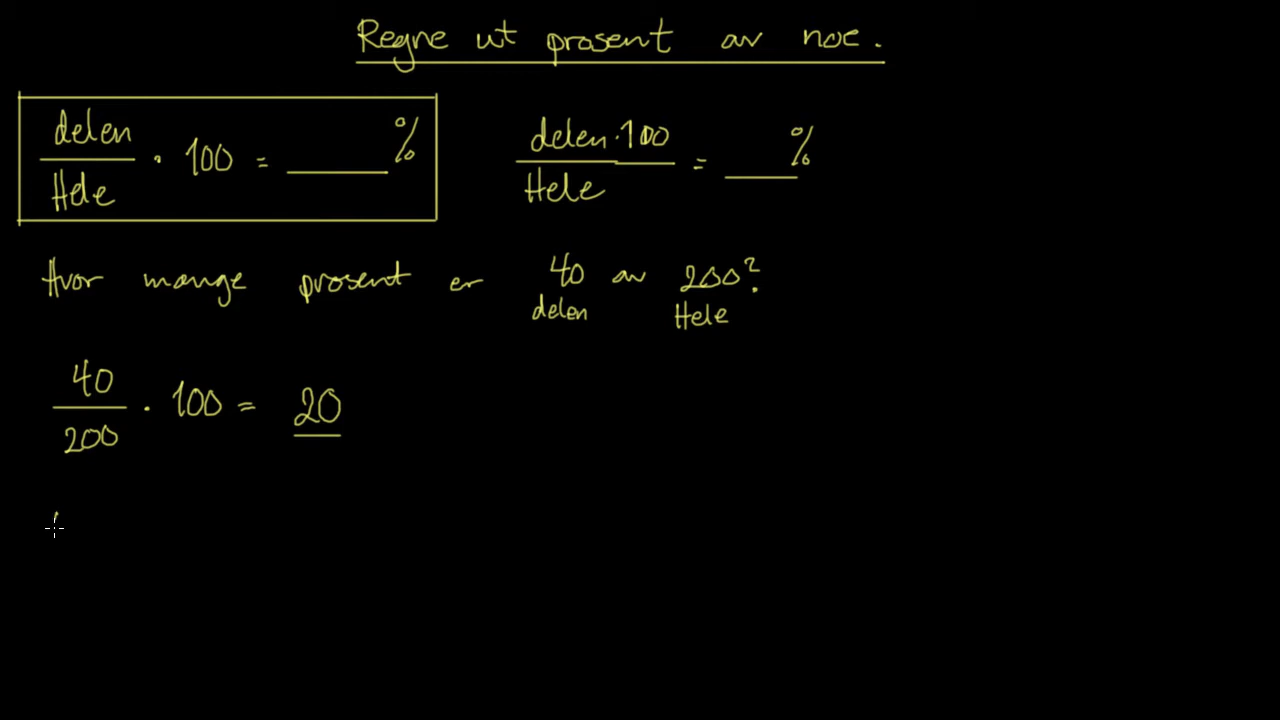 Regne ut prosent av noe.
delen/Hele · 100 = ____ %
delen·100/Hele = ____ %
Hvor mange prosent er 40 av 200?
delen Hele
40/200 · 100 = 20